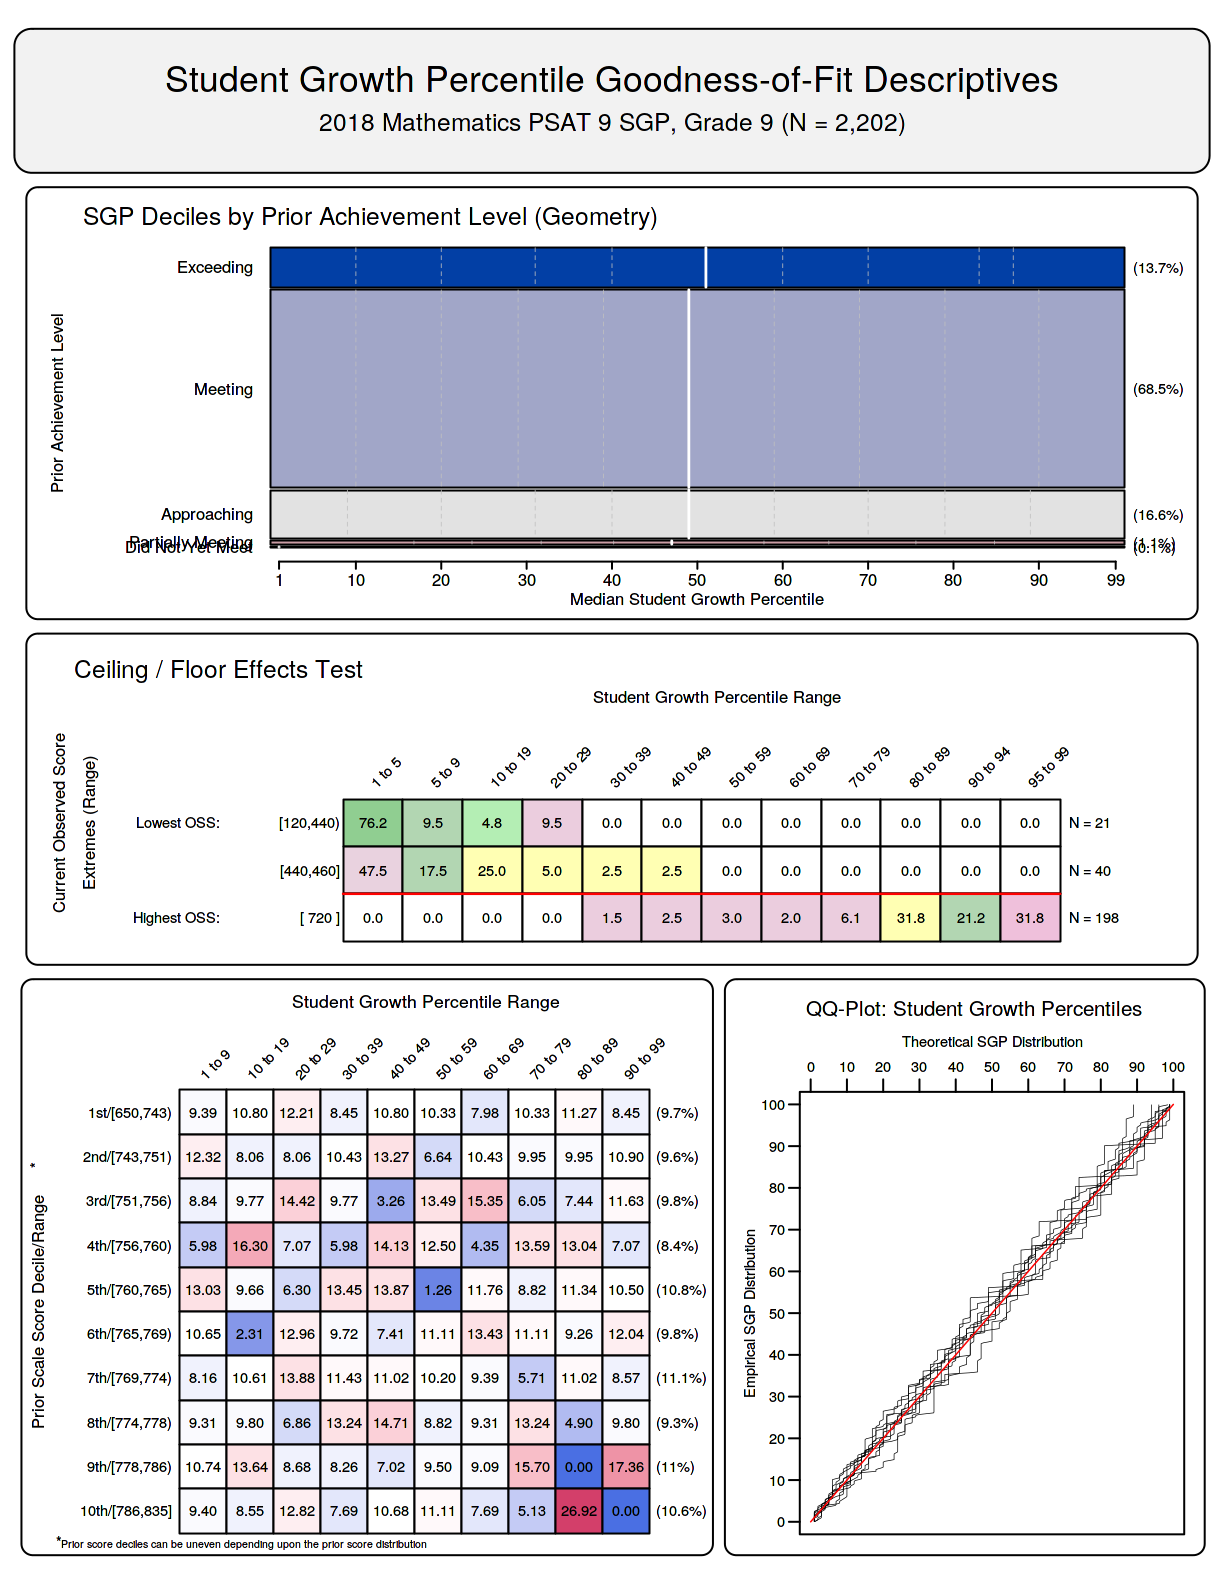 Student Growth Percentile Goodness-of-Fit Descriptives
2018 Mathematics PSAT 9 SGP, Grade 9 (N = 2,202)
SGP Deciles by Prior Achievement Level (Geometry)
Prior Achievement Level
Exceeding (13.7%)
Meeting (68.5%)
Approaching (16.6%)
Partially Meeting (1.1%)
Did Not Yet Meet (0.1%)
1 10 20 30 40 50 60 70 80 90 99
Median Student Growth Percentile
Ceiling / Floor Effects Test
Student Growth Percentile Range
Current Observed Score
Extremes (Range)
1 to 5 5 to 9 10 to 19 20 to 29 30 to 39 40 to 49 50 to 59 60 to 69 70 to 79 80 to 89 90 to 94 95 to 99
Lowest OSS: [120,440) 76.2 9.5 4.8 9.5 0.0 0.0 0.0 0.0 0.0 0.0 0.0 0.0 N = 21
[440,460] 47.5 17.5 25.0 5.0 2.5 2.5 0.0 0.0 0.0 0.0 0.0 0.0 N = 40
Highest OSS: [ 720 ] 0.0 0.0 0.0 0.0 1.5 2.5 3.0 2.0 6.1 31.8 21.2 31.8 N = 198
Student Growth Percentile Range
Prior Scale Score Decile/Range *
1 to 9 10 to 19 20 to 29 30 to 39 40 to 49 50 to 59 60 to 69 70 to 79 80 to 89 90 to 99
1st/[650,743) 9.39 10.80 12.21 8.45 10.80 10.33 7.98 10.33 11.27 8.45 (9.7%)
2nd/[743,751) 12.32 8.06 8.06 10.43 13.27 6.64 10.43 9.95 9.95 10.90 (9.6%)
3rd/[751,756) 8.84 9.77 14.42 9.77 3.26 13.49 15.35 6.05 7.44 11.63 (9.8%)
4th/[756,760) 5.98 16.30 7.07 5.98 14.13 12.50 4.35 13.59 13.04 7.07 (8.4%)
5th/[760,765) 13.03 9.66 6.30 13.45 13.87 1.26 11.76 8.82 11.34 10.50 (10.8%)
6th/[765,769) 10.65 2.31 12.96 9.72 7.41 11.11 13.43 11.11 9.26 12.04 (9.8%)
7th/[769,774) 8.16 10.61 13.88 11.43 11.02 10.20 9.39 5.71 11.02 8.57 (11.1%)
8th/[774,778) 9.31 9.80 6.86 13.24 14.71 8.82 9.31 13.24 4.90 9.80 (9.3%)
9th/[778,786) 10.74 13.64 8.68 8.26 7.02 9.50 9.09 15.70 0.00 17.36 (11%)
10th/[786,835] 9.40 8.55 12.82 7.69 10.68 11.11 7.69 5.13 26.92 0.00 (10.6%)
*Prior score deciles can be uneven depending upon the prior score distribution
QQ-Plot: Student Growth Percentiles
Theoretical SGP Distribution
0 10 20 30 40 50 60 70 80 90 100
Empirical SGP Distribution
100
90
80
70
60
50
40
30
20
10
0